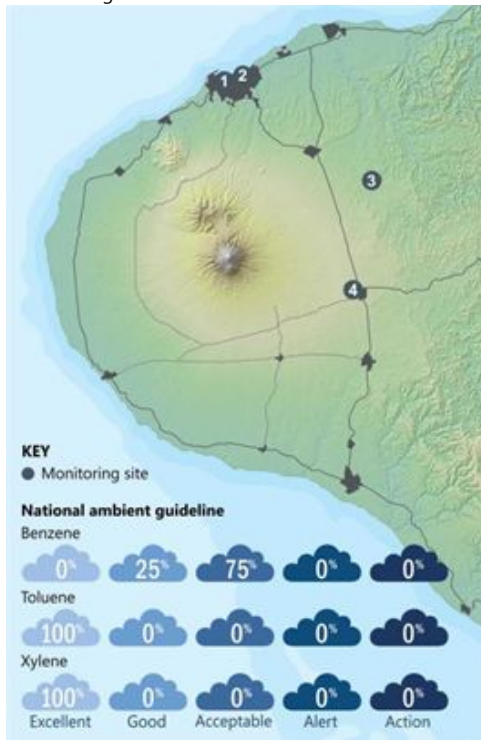 1 2
3
4
KEY
Monitoring site
National ambient guideline
Benzene
0% 25% 75% 0% 0%
Toluene
100% 0% 0% 0% 0%
Xylene
100% 0% 0% 0% 0%
Excellent Good Acceptable Alert Action